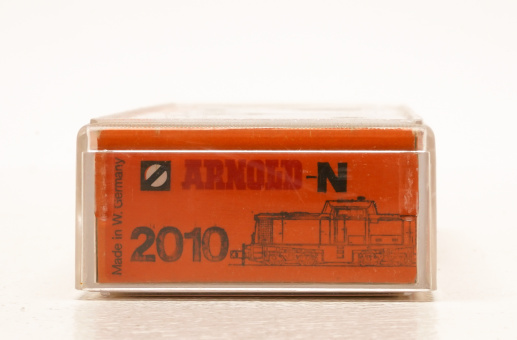 ARNOLD-N
2010
Made in W. Germany